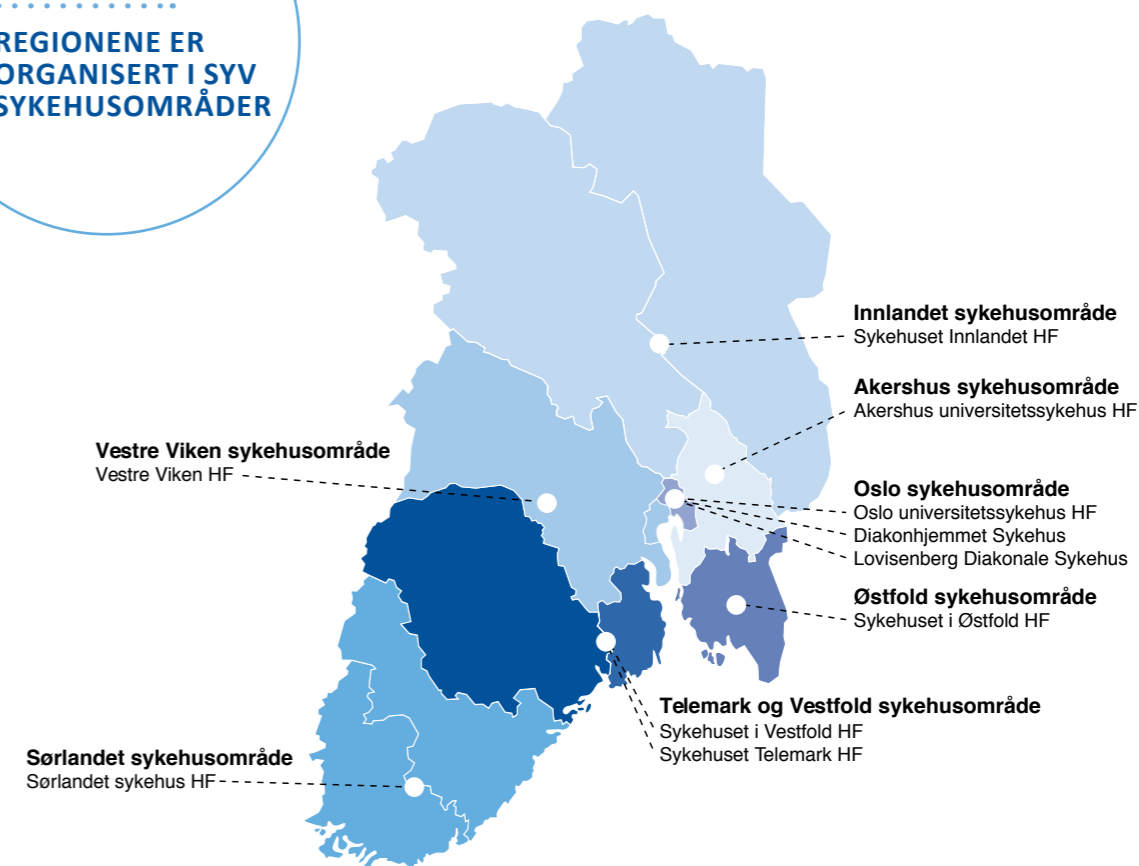 REGIONENE ER
ORGANISERT I SYV
SYKEHUSOMRÅDER
Innlandet sykehusområde
Sykehuset Innlandet HF
Akershus sykehusområde
Akershus universitetssykehus HF
Vestre Viken sykehusområde
Vestre Viken HF
Oslo sykehusområde
Oslo universitetssykehus HF
Diakonhjemmet Sykehus
Lovisenberg Diakonale Sykehus
Østfold sykehusområde
Sykehuset i Østfold HF
Telemark og Vestfold sykehusområde
Sykehuset i Vestfold HF
Sykehuset Telemark HF
Sørlandet sykehusområde
Sørlandet sykehus HF